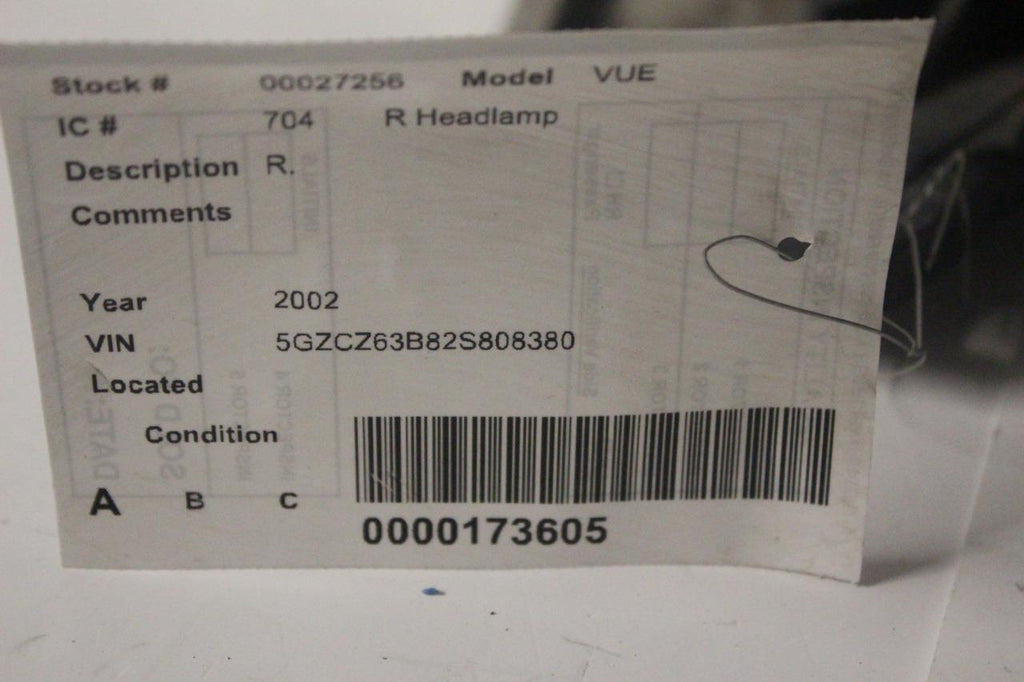 Stock # 00027256 Model VUE
IC # 704 R Headlamp
Description R.
Comments
Year 2002
VIN 5GZCZ63B82S808380
Located
Condition
A B C
0000173605